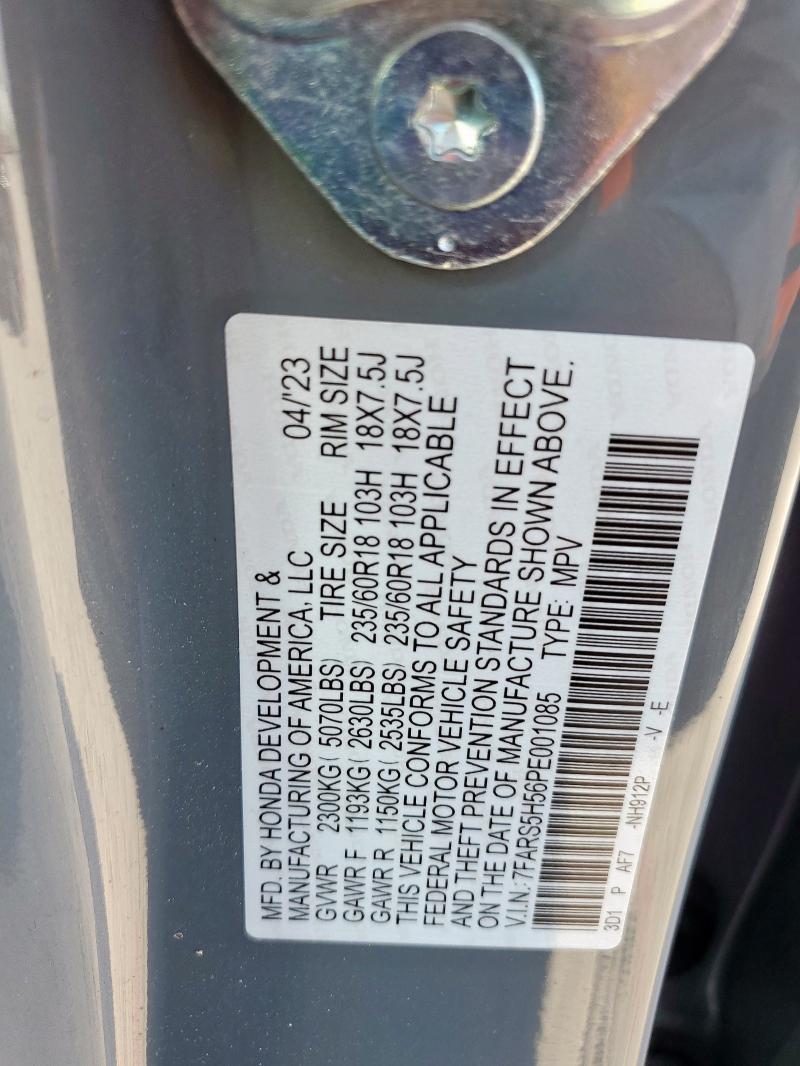 MFD. BY HONDA DEVELOPMENT &
MANUFACTURING OF AMERICA, LLC 04/'23
GVWR 2300KG( 5070LBS) TIRE SIZE RIM SIZE
GAWR F 1193KG( 2630LBS) 235/60R18 103H 18X7.5J
GAWR R 1150KG( 2535LBS) 235/60R18 103H 18X7.5J
THIS VEHICLE CONFORMS TO ALL APPLICABLE
FEDERAL MOTOR VEHICLE SAFETY
AND THEFT PREVENTION STANDARDS IN EFFECT
ON THE DATE OF MANUFACTURE SHOWN ABOVE.
V.I.N.: 7FARS5H56PE001085 TYPE: MPV
3D1 P AF7 -NH912P -V -E